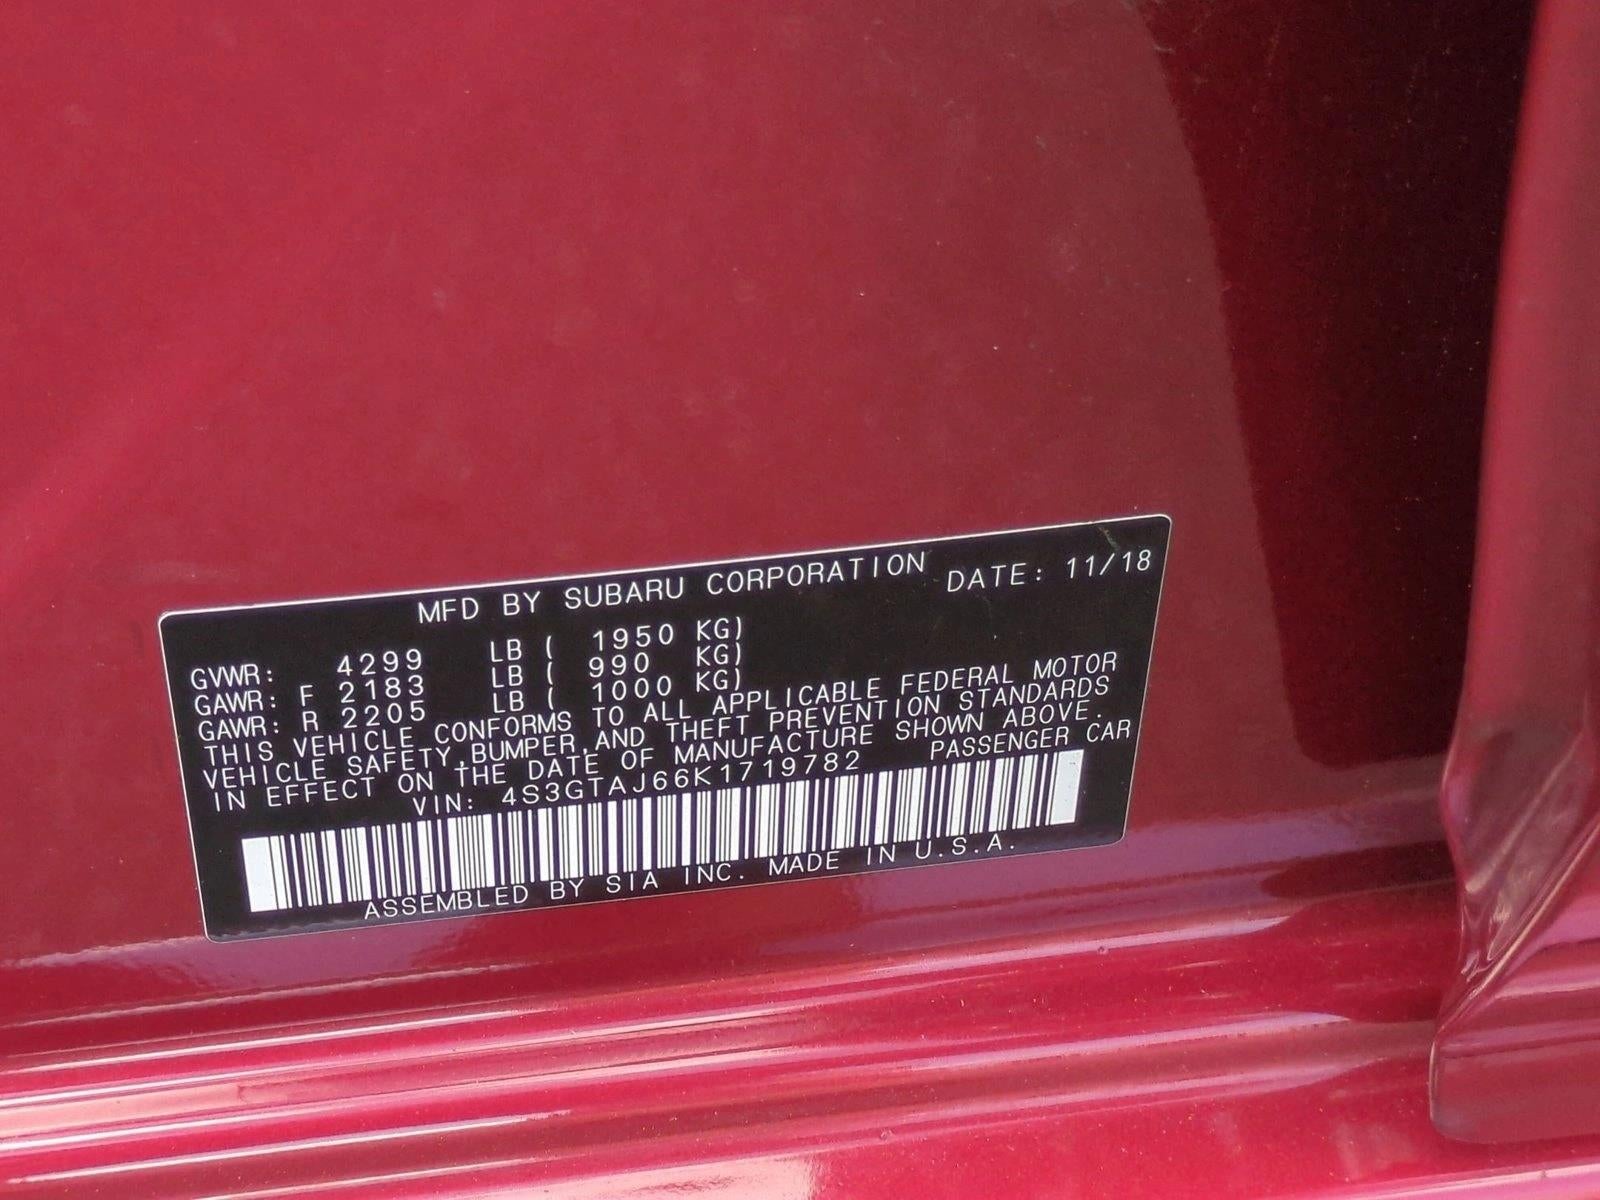 MFD BY SUBARU CORPORATION DATE: 11/18
GVWR: 4299 LB ( 1950 KG)
GAWR: F 2183 LB ( 990 KG)
GAWR: R 2205 LB ( 1000 KG)
THIS VEHICLE CONFORMS TO ALL APPLICABLE FEDERAL MOTOR
VEHICLE SAFETY,BUMPER,AND THEFT PREVENTION STANDARDS
IN EFFECT ON THE DATE OF MANUFACTURE SHOWN ABOVE.
VIN: 4S3GTAJ66K1719782 PASSENGER CAR
ASSEMBLED BY SIA INC. MADE IN U.S.A.